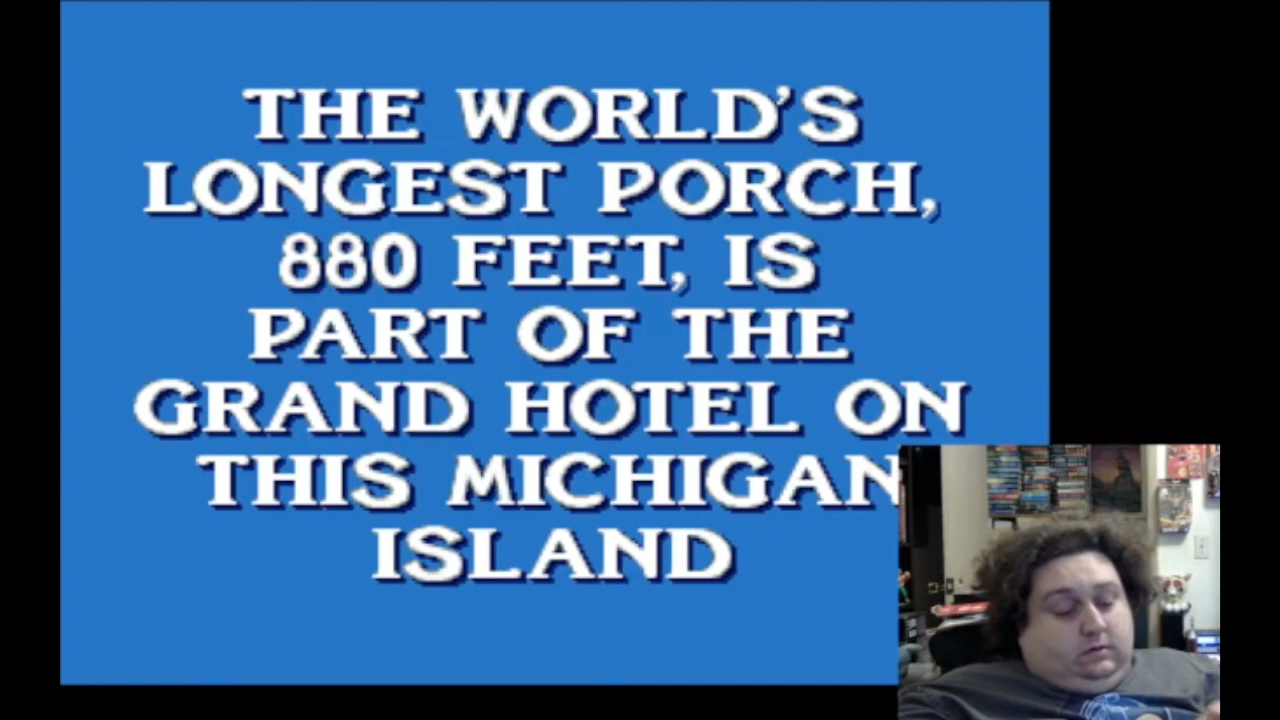 THE WORLD'S
LONGEST PORCH,
880 FEET, IS
PART OF THE
GRAND HOTEL ON
THIS MICHIGAN
ISLAND